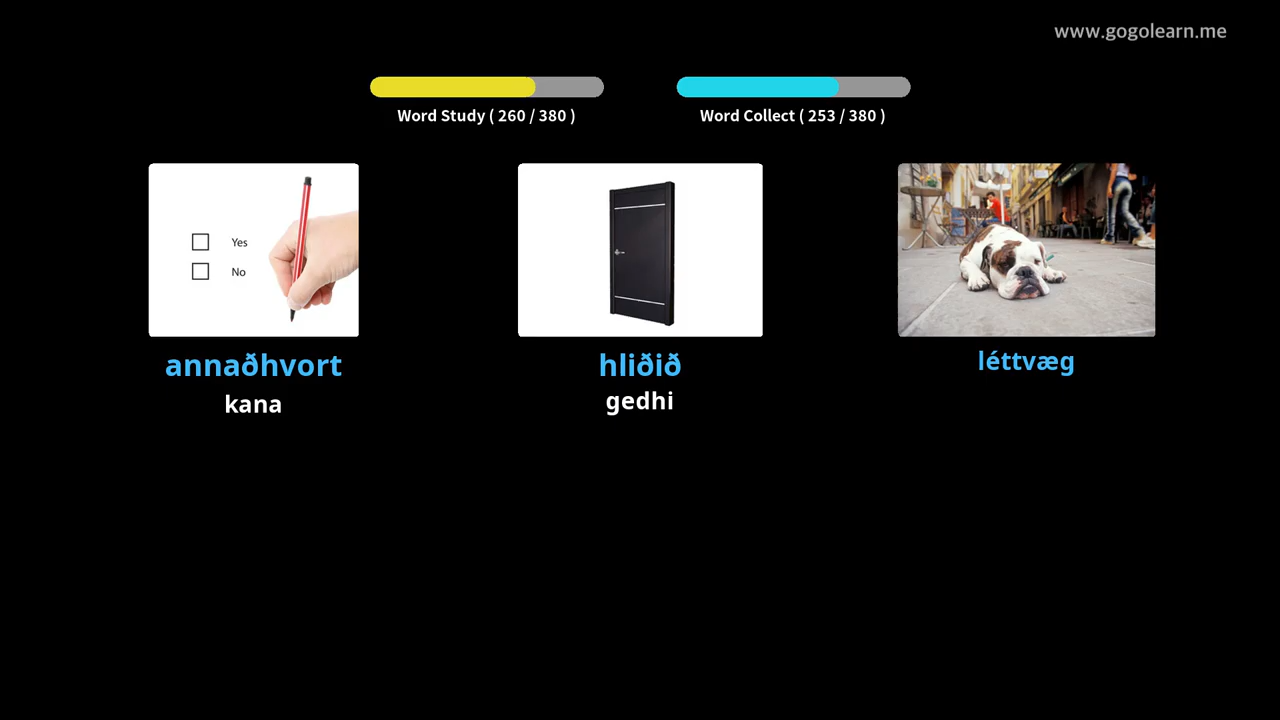 www.gogolearn.me
Word Study ( 260 / 380 )
Word Collect ( 253 / 380 )
Yes
No
annaðhvort
hliðið
léttvæg
kana
gedhi